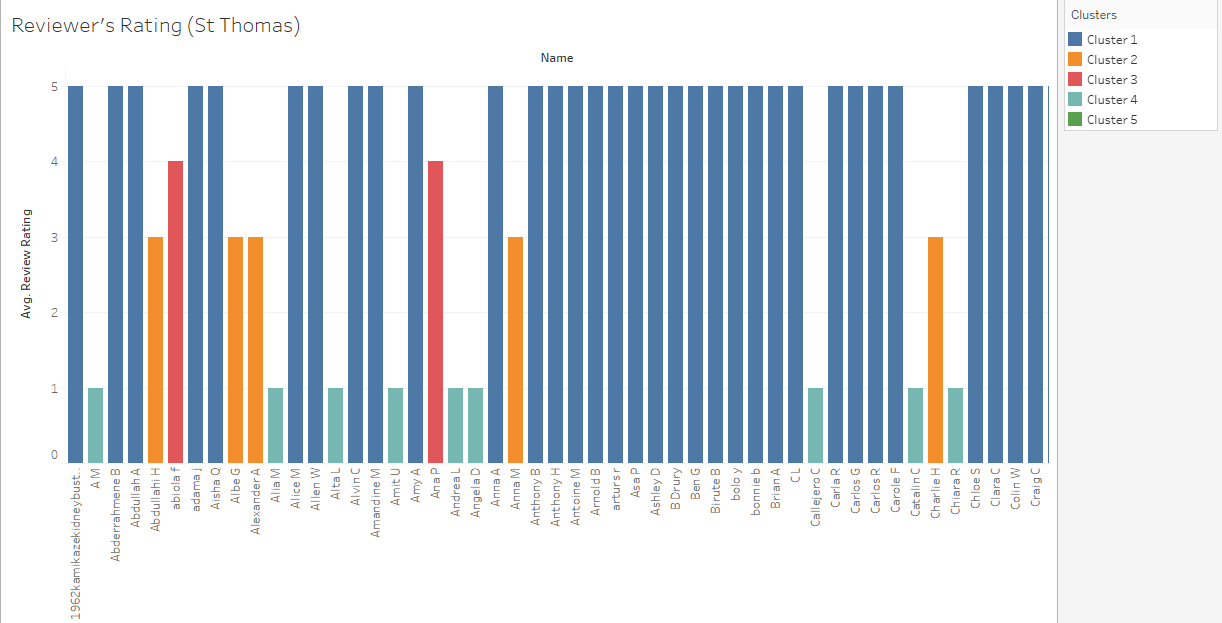 Reviewer's Rating (St Thomas)
Name
Avg. Review Rating
5
4
3
2
1
0
1962kamikazekidneybust..
A M
Abderrahmene B
Abdullah A
Abdullahi H
abiola f
adama j
Aisha Q
Albe G
Alexander A
Alia M
Alice M
Allen W
Alta L
Alvin C
Amandine M
Amit U
Amy A
Ana P
Andrea L
Angela D
Anna A
Anna M
Anthony B
Anthony H
Antoine M
Arnold B
arturs r
Asa P
Ashley D
B Drury
Ben G
Birute B
bolo y
bonnie b
Brian A
C L
Callejero C
Carla R
Carlos G
Carlos R
Carole F
Catalin C
Charlie H
Chiara R
Chloe S
Clara C
Colin W
Craig C
Clusters
Cluster 1
Cluster 2
Cluster 3
Cluster 4
Cluster 5